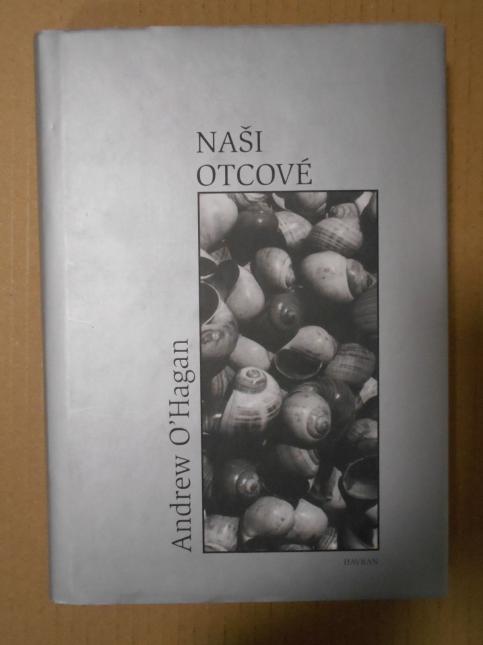 NAŠI
OTCOVÉ
Andrew O'Hagan
HAVRAN